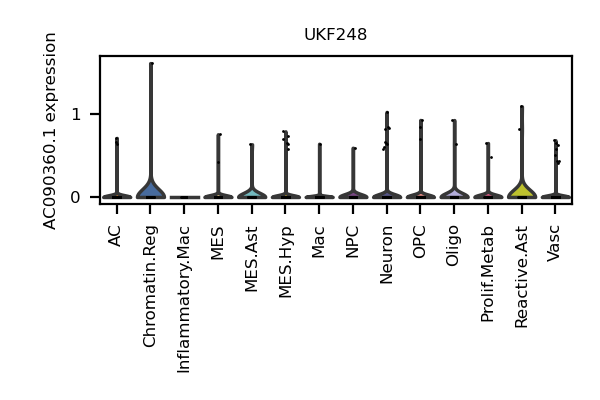 UKF248
AC090360.1 expression
1
0
AC
Chromatin.Reg
Inflammatory.Mac
MES
MES.Ast
MES.Hyp
Mac
NPC
Neuron
OPC
Oligo
Prolif.Metab
Reactive.Ast
Vasc